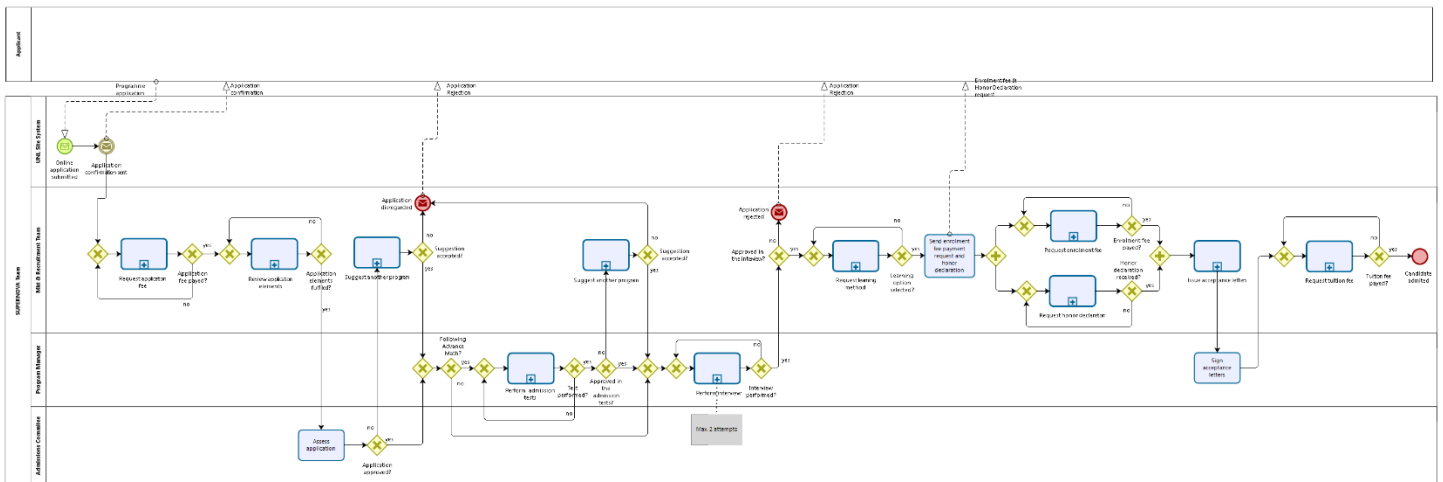 Applicant
SUPERNOVA Team
UNL Site System
Mkt & Recruitment Team
Program Manager
Admissions Committee
Programme
application
Application
confirmation
Application
Rejection
Application
Rejection
Enrolment fee &
Honor Declaration
request
Online
application
submitted
Application
confirmation sent
Request application
fee
Application
fee payed?
yes
no
Review application
elements
no
Application
elements
fulfilled?
yes
Application
disregarded
Suggest another program
no
Suggestion
accepted?
yes
Assess
application
no
yes
Application
approved?
Following
Advance
Math?
yes
no
Perform admission
tests
yes
Test
performed?
no
Approved in
the
admission
tests?
no
yes
Suggest another program
no
Suggestion
accepted?
yes
no
Perform Interview
Interview
performed?
yes
Max. 2 attempts
Application
rejected
no
Approved in
the Interview?
yes
no
Request learning
method
yes
Learning
option
selected?
Send enrolment
fee payment
request and
honor
declaration
no
Request enrolment fee
yes
Enrolment fee
payed?
Honor
declaration
received?
Request honor declaration
yes
no
Issue acceptance letters
Sign
acceptance
letters
no
Request tuition fee
yes
Tuition fee
payed?
Candidate
admitted